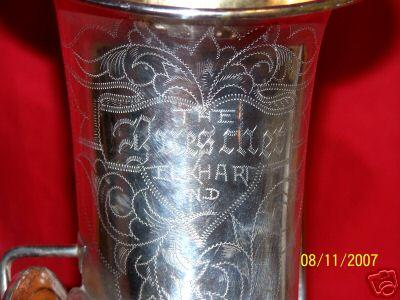 THE
Buescher
ELKHART
IND
08/11/2007